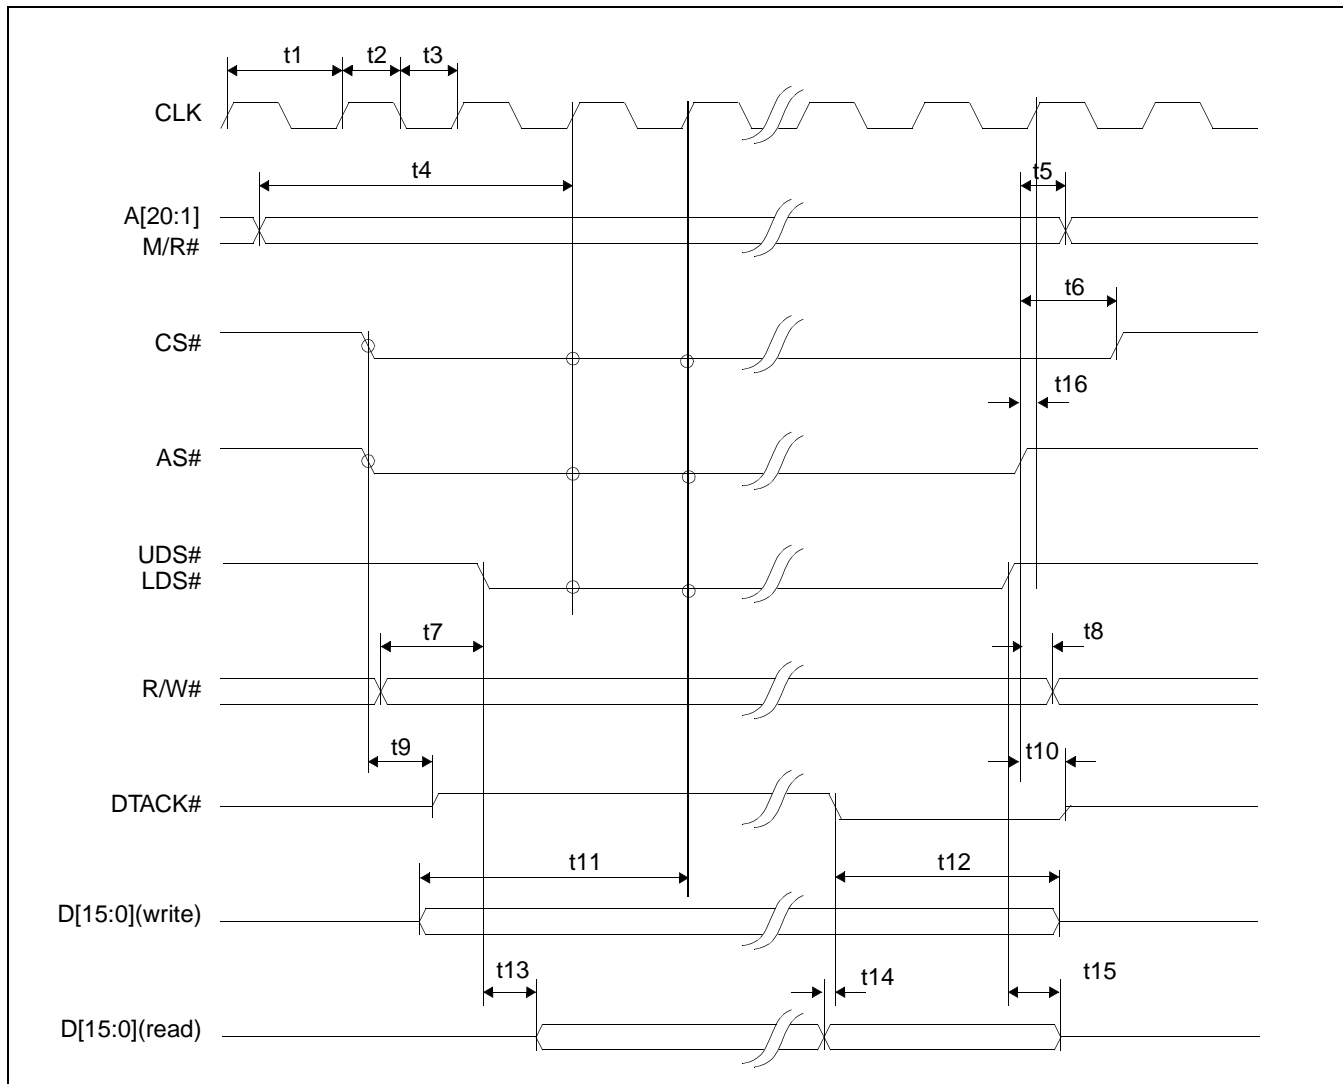 t1 t2 t3
CLK
t4 t5
A[20:1]
M/R#
t6
CS#
t16
AS#
UDS#
LDS#
t7 t8
R/W#
t9 t10
DTACK#
t11 t12
D[15:0](write)
t13 t14 t15
D[15:0](read)